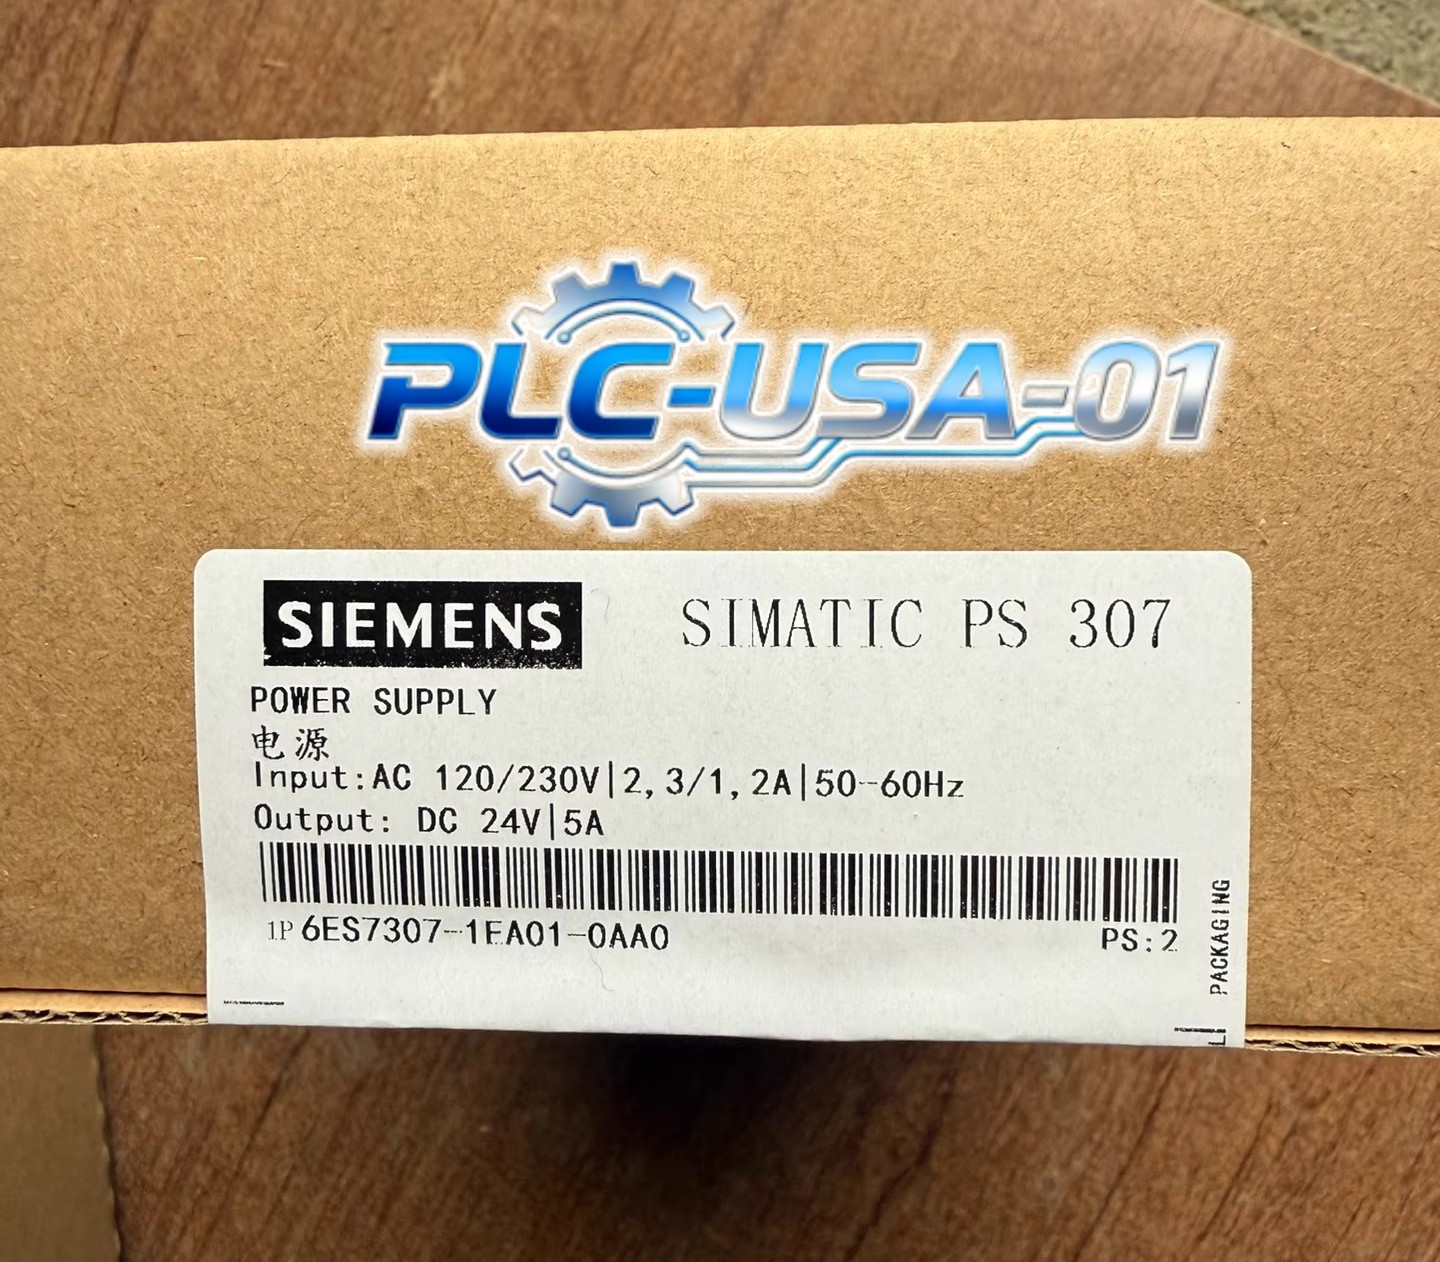 PLC-USA-01
SIEMENS
SIMATIC PS 307
POWER SUPPLY
电源
Input:AC 120/230V|2,3/1,2A|50-60Hz
Output: DC 24V|5A
1P 6ES7307-1EA01-0AA0
PS:2
PACKAGING